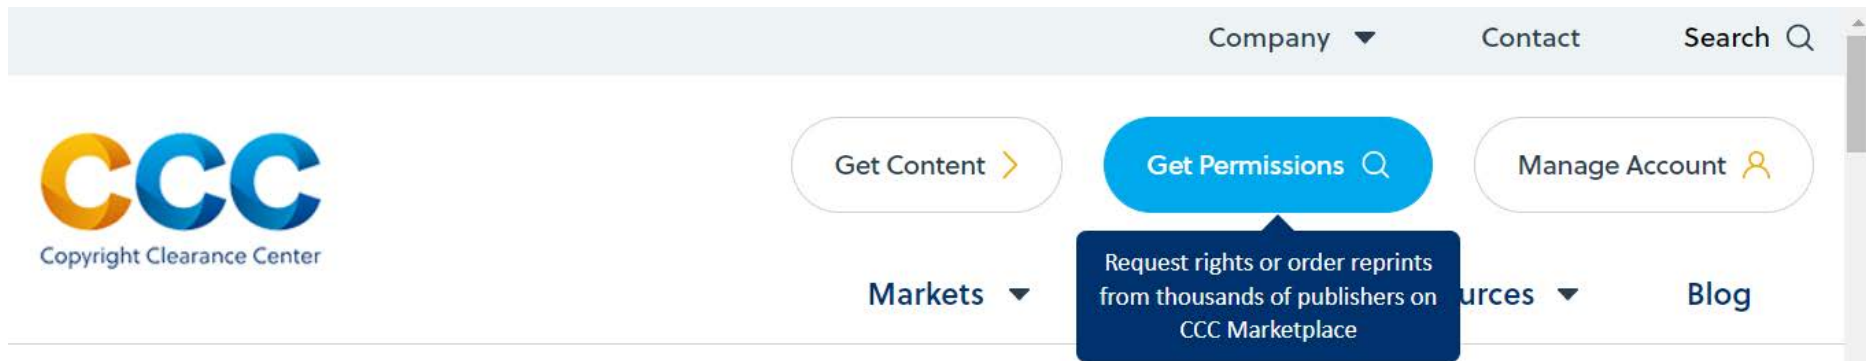 Company Contact Search
CCC
Get Content Get Permissions Manage Account
Copyright Clearance Center
Request rights or order reprints
from thousands of publishers on
CCC Marketplace
Markets urces Blog